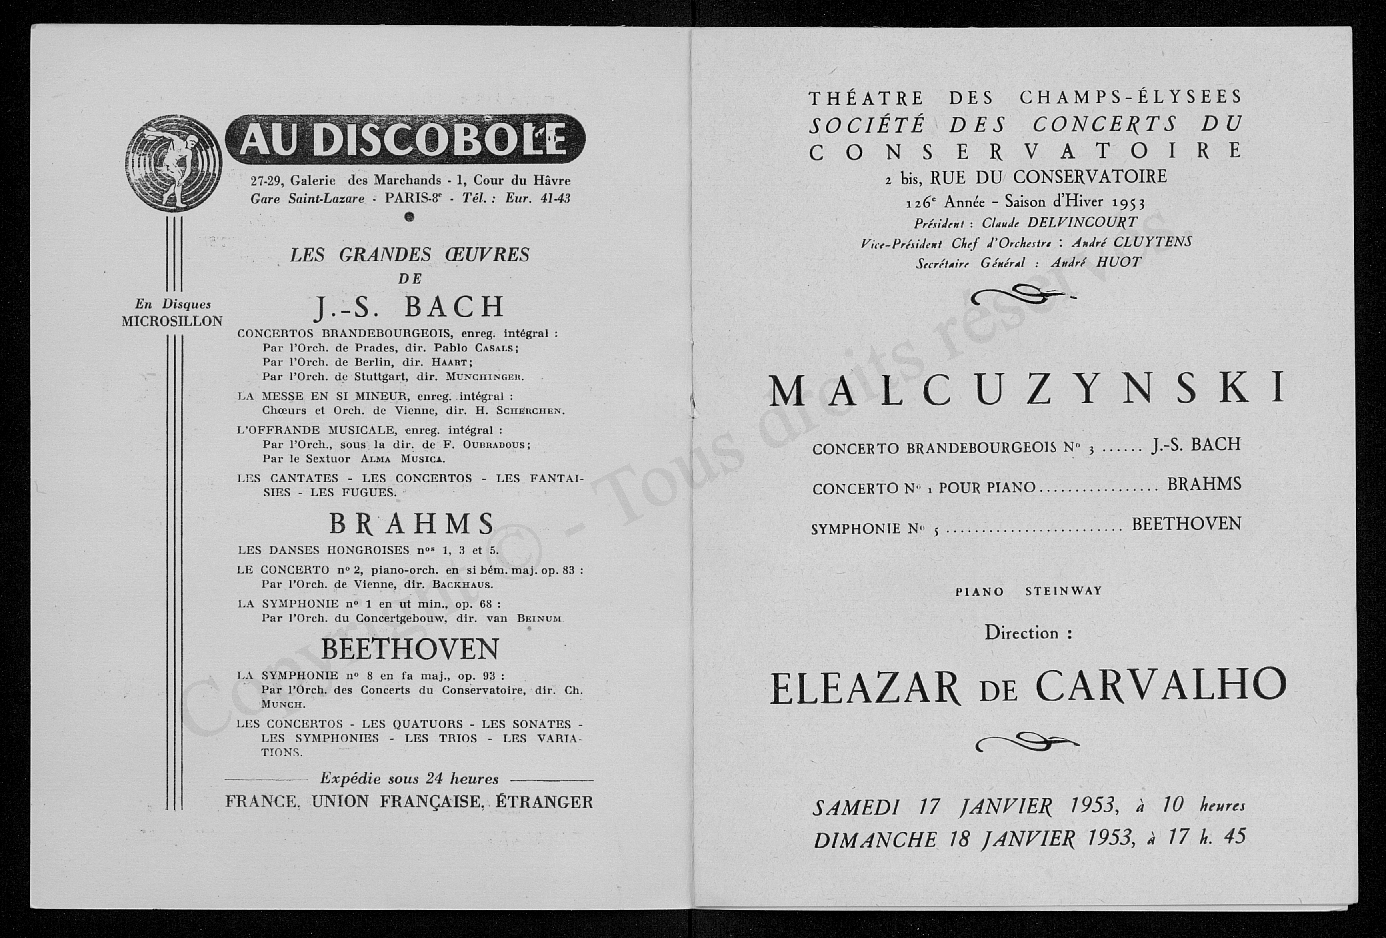 AU DISCOBOLE
27-29, Galerie des Marchands - 1, Cour du Hâvre
Gare Saint-Lazare - PARIS-8e - Tél. : Eur. 41-43
En Disques
MICROSILLON
LES GRANDES ŒUVRES
DE
J.-S. BACH
CONCERTOS BRANDEBOURGEOIS, enreg. intégral :
Par l'Orch. de Prades, dir. Pablo CASALS;
Par l'Orch. de Berlin, dir. HAART;
Par l'Orch. de Stuttgart, dir. MUNCHINGER.
LA MESSE EN SI MINEUR, enreg. intégral :
Chœurs et Orch. de Vienne, dir. H. SCHERCHEN.
L'OFFRANDE MUSICALE, enreg. intégral :
Par l'Orch., sous la dir. de F. OUBRADOUS;
Par le Sextuor ALMA MUSICA.
LES CANTATES - LES CONCERTOS - LES FANTAI-
SIES - LES FUGUES.
BRAHMS
LES DANSES HONGROISES nos 1, 3 et 5.
LE CONCERTO no 2, piano-orch. en si bém. maj. op. 83 :
Par l'Orch. de Vienne, dir. BACKHAUS.
LA SYMPHONIE no 1 en ut min., op. 68 :
Par l'Orch. du Concertgebouw, dir. van BEINUM
BEETHOVEN
LA SYMPHONIE no 8 en fa maj., op. 93 :
Par l'Orch. des Concerts du Conservatoire, dir. Ch.
MUNCH.
LES CONCERTOS - LES QUATUORS - LES SONATES -
LES SYMPHONIES - LES TRIOS - LES VARIA-
TIONS.
Expédie sous 24 heures
FRANCE, UNION FRANÇAISE, ÉTRANGER
THÉATRE DES CHAMPS-ÉLYSEES
SOCIÉTÉ DES CONCERTS DU
CONSERVATOIRE
2 bis, RUE DU CONSERVATOIRE
126e Année - Saison d'Hiver 1953
Président : Claude DELVINCOURT
Vice-Président Chef d'Orchestre : André CLUYTENS
Secrétaire Général : André HUOT
MALCUZYNSKI
CONCERTO BRANDEBOURGEOIS No 3 ...... J.-S. BACH
CONCERTO No 1 POUR PIANO................. BRAHMS
SYMPHONIE No 5 ......................... BEETHOVEN
PIANO STEINWAY
Direction :
ELEAZAR DE CARVALHO
SAMEDI 17 JANVIER 1953, à 10 heures
DIMANCHE 18 JANVIER 1953, à 17 h. 45
Copyright © - Tous droits réservés.